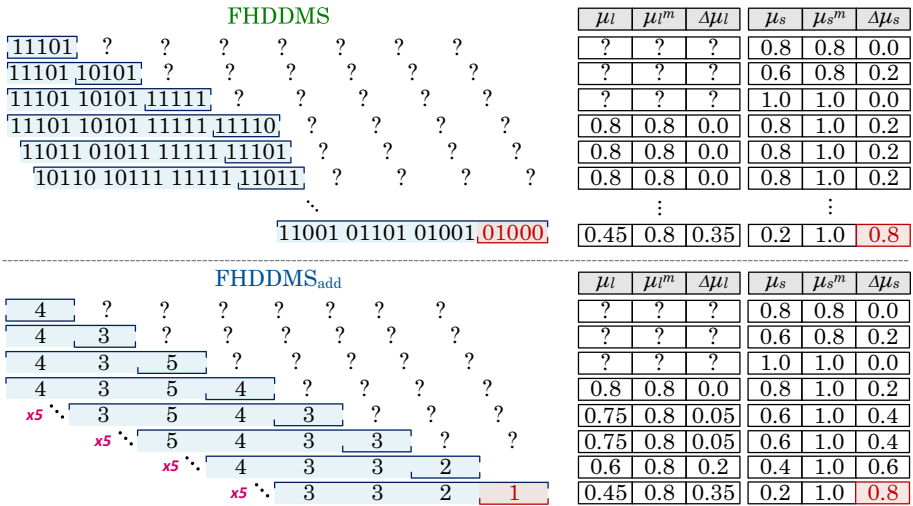 FHDDMS μₗ μₗᵐ Δμₗ μₛ μₛᵐ Δμₛ
11101 ? ? ? ? ? ? ? ? ? ? 0.8 0.8 0.0
11101 10101 ? ? ? ? ? ? ? ? ? 0.6 0.8 0.2
11101 10101 11111 ? ? ? ? ? ? ? ? 1.0 1.0 0.0
11101 10101 11111 11110 ? ? ? ? 0.8 0.8 0.0 0.8 1.0 0.2
11011 01011 11111 11101 ? ? ? ? 0.8 0.8 0.0 0.8 1.0 0.2
10110 10111 11111 11011 ? ? ? ? 0.8 0.8 0.0 0.8 1.0 0.2
⋱ ⋮ ⋮
11001 01101 01001 01000 0.45 0.8 0.35 0.2 1.0 0.8
FHDDMSadd μₗ μₗᵐ Δμₗ μₛ μₛᵐ Δμₛ
4 ? ? ? ? ? ? ? ? ? ? 0.8 0.8 0.0
4 3 ? ? ? ? ? ? ? ? ? 0.6 0.8 0.2
4 3 5 ? ? ? ? ? ? ? ? 1.0 1.0 0.0
4 3 5 4 ? ? ? ? 0.8 0.8 0.0 0.8 1.0 0.2
x5 ⋱ 3 5 4 3 ? ? ? 0.75 0.8 0.05 0.6 1.0 0.4
x5 ⋱ 5 4 3 3 ? ? 0.75 0.8 0.05 0.6 1.0 0.4
x5 ⋱ 4 3 3 2 0.6 0.8 0.2 0.4 1.0 0.6
x5 ⋱ 3 3 2 1 0.45 0.8 0.35 0.2 1.0 0.8